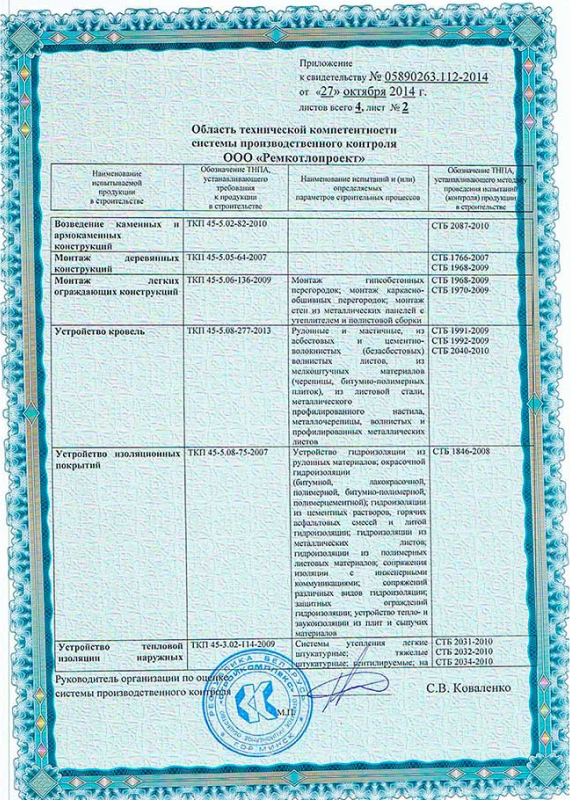 Приложение
к свидетельству № 05890263.112-2014
от «27» октября 2014 г.
листов всего 4, лист № 2
Область технической компетентности
системы производственного контроля
ООО «Ремкотлопроект»
Наименование
испытываемой
продукции
в строительстве
Обозначение ТНПА,
устанавливающего
требования
к продукции
в строительстве
Наименование испытаний и (или)
определяемых
параметров строительных процессов
Обозначение ТНПА,
устанавливающего методику
проведения испытаний
(контроля) продукции
в строительстве
Возведение каменных и
армокаменных
конструкций
ТКП 45-5.02-82-2010
СТБ 2087-2010
Монтаж деревянных
конструкций
ТКП 45-5.05-64-2007
СТБ 1766-2007
СТБ 1968-2009
Монтаж легких
ограждающих конструкций
ТКП 45-5.06-136-2009
Монтаж гипсобетонных
перегородок; монтаж каркасно-
обшивных перегородок; монтаж
стен из металлических панелей с
утеплителем и полистовой сборки
СТБ 1968-2009
СТБ 1970-2009
Устройство кровель
ТКП 45-5.08-277-2013
Рулонные и мастичные, из
асбестовых и цементно-
волокнистых (безасбестовых)
волнистых листов, из
мелкоштучных материалов
(черепицы, битумно-полимерных
плиток), из листовой стали,
металлического
профилированного настила,
металлочерепицы, волнистых и
профилированных металлических
листов
СТБ 1991-2009
СТБ 1992-2009
СТБ 2040-2010
Устройство изоляционных
покрытий
ТКП 45-5.08-75-2007
Устройство гидроизоляции из
рулонных материалов; окрасочной
гидроизоляции
(битумной, лакокрасочной,
полимерной, битумно-полимерной,
полимерцементной); гидроизоляции
из цементных растворов, горячих
асфальтовых смесей и литой
гидроизоляции; гидроизоляции из
металлических листов;
гидроизоляции из полимерных
листовых материалов; сопряжения
изоляции с инженерными
коммуникациями; сопряжений
различных видов гидроизоляции;
защитных ограждений
гидроизоляции; устройство тепло- и
звукоизоляции из плит и сыпучих
материалов
СТБ 1846-2008
Устройство тепловой
изоляции наружных
ТКП 45-3.02-114-2009
Системы утепления легкие
штукатурные; тяжелые
штукатурные; вентилируемые; на
СТБ 2031-2010
СТБ 2032-2010
СТБ 2034-2010
Руководитель организации по оценке
системы производственного контроля
М.П.
С.В. Коваленко
РЕСПУБЛИКА БЕЛАРУСЬ
ГОР.МИНСК